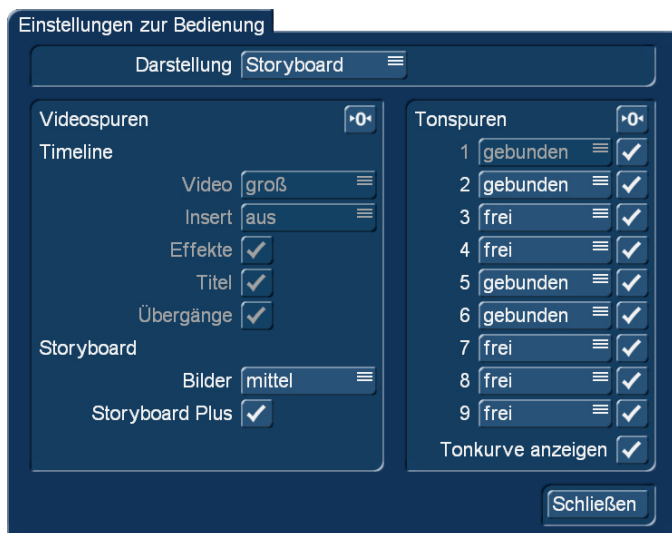 Einstellungen zur Bedienung
Darstellung Storyboard
Videospuren ▸0◂
Timeline
Video groß
Insert aus
Effekte
Titel
Übergänge
Storyboard
Bilder mittel
Storyboard Plus
Tonspuren ▸0◂
1 gebunden
2 gebunden
3 frei
4 frei
5 gebunden
6 gebunden
7 frei
8 frei
9 frei
Tonkurve anzeigen
Schließen